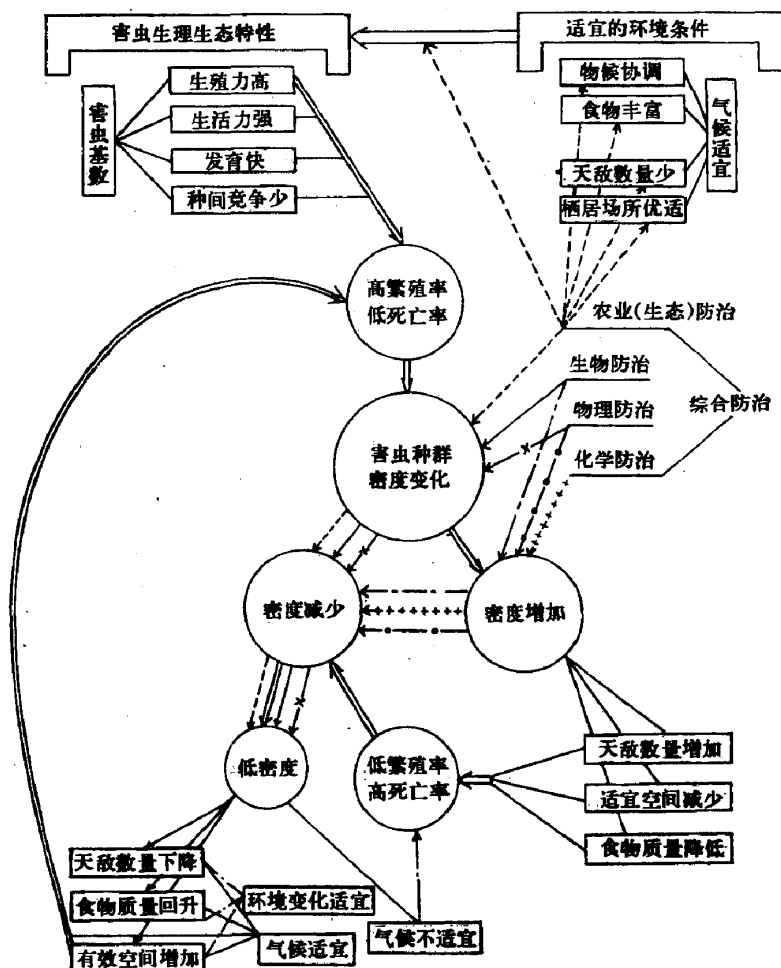 害虫生理生态特性
适宜的环境条件
害虫基数
生殖力高
生活力强
发育快
种间竞争少
物候协调
食物丰富
天敌数量少
栖居场所优适
气候适宜
高繁殖率
低死亡率
农业(生态)防治
生物防治
物理防治
化学防治
综合防治
害虫种群
密度变化
密度减少
密度增加
低密度
低繁殖率
高死亡率
天敌数量增加
适宜空间减少
食物质量降低
天敌数量下降
食物质量回升
有效空间增加
环境变化适宜
气候适宜
气候不适宜